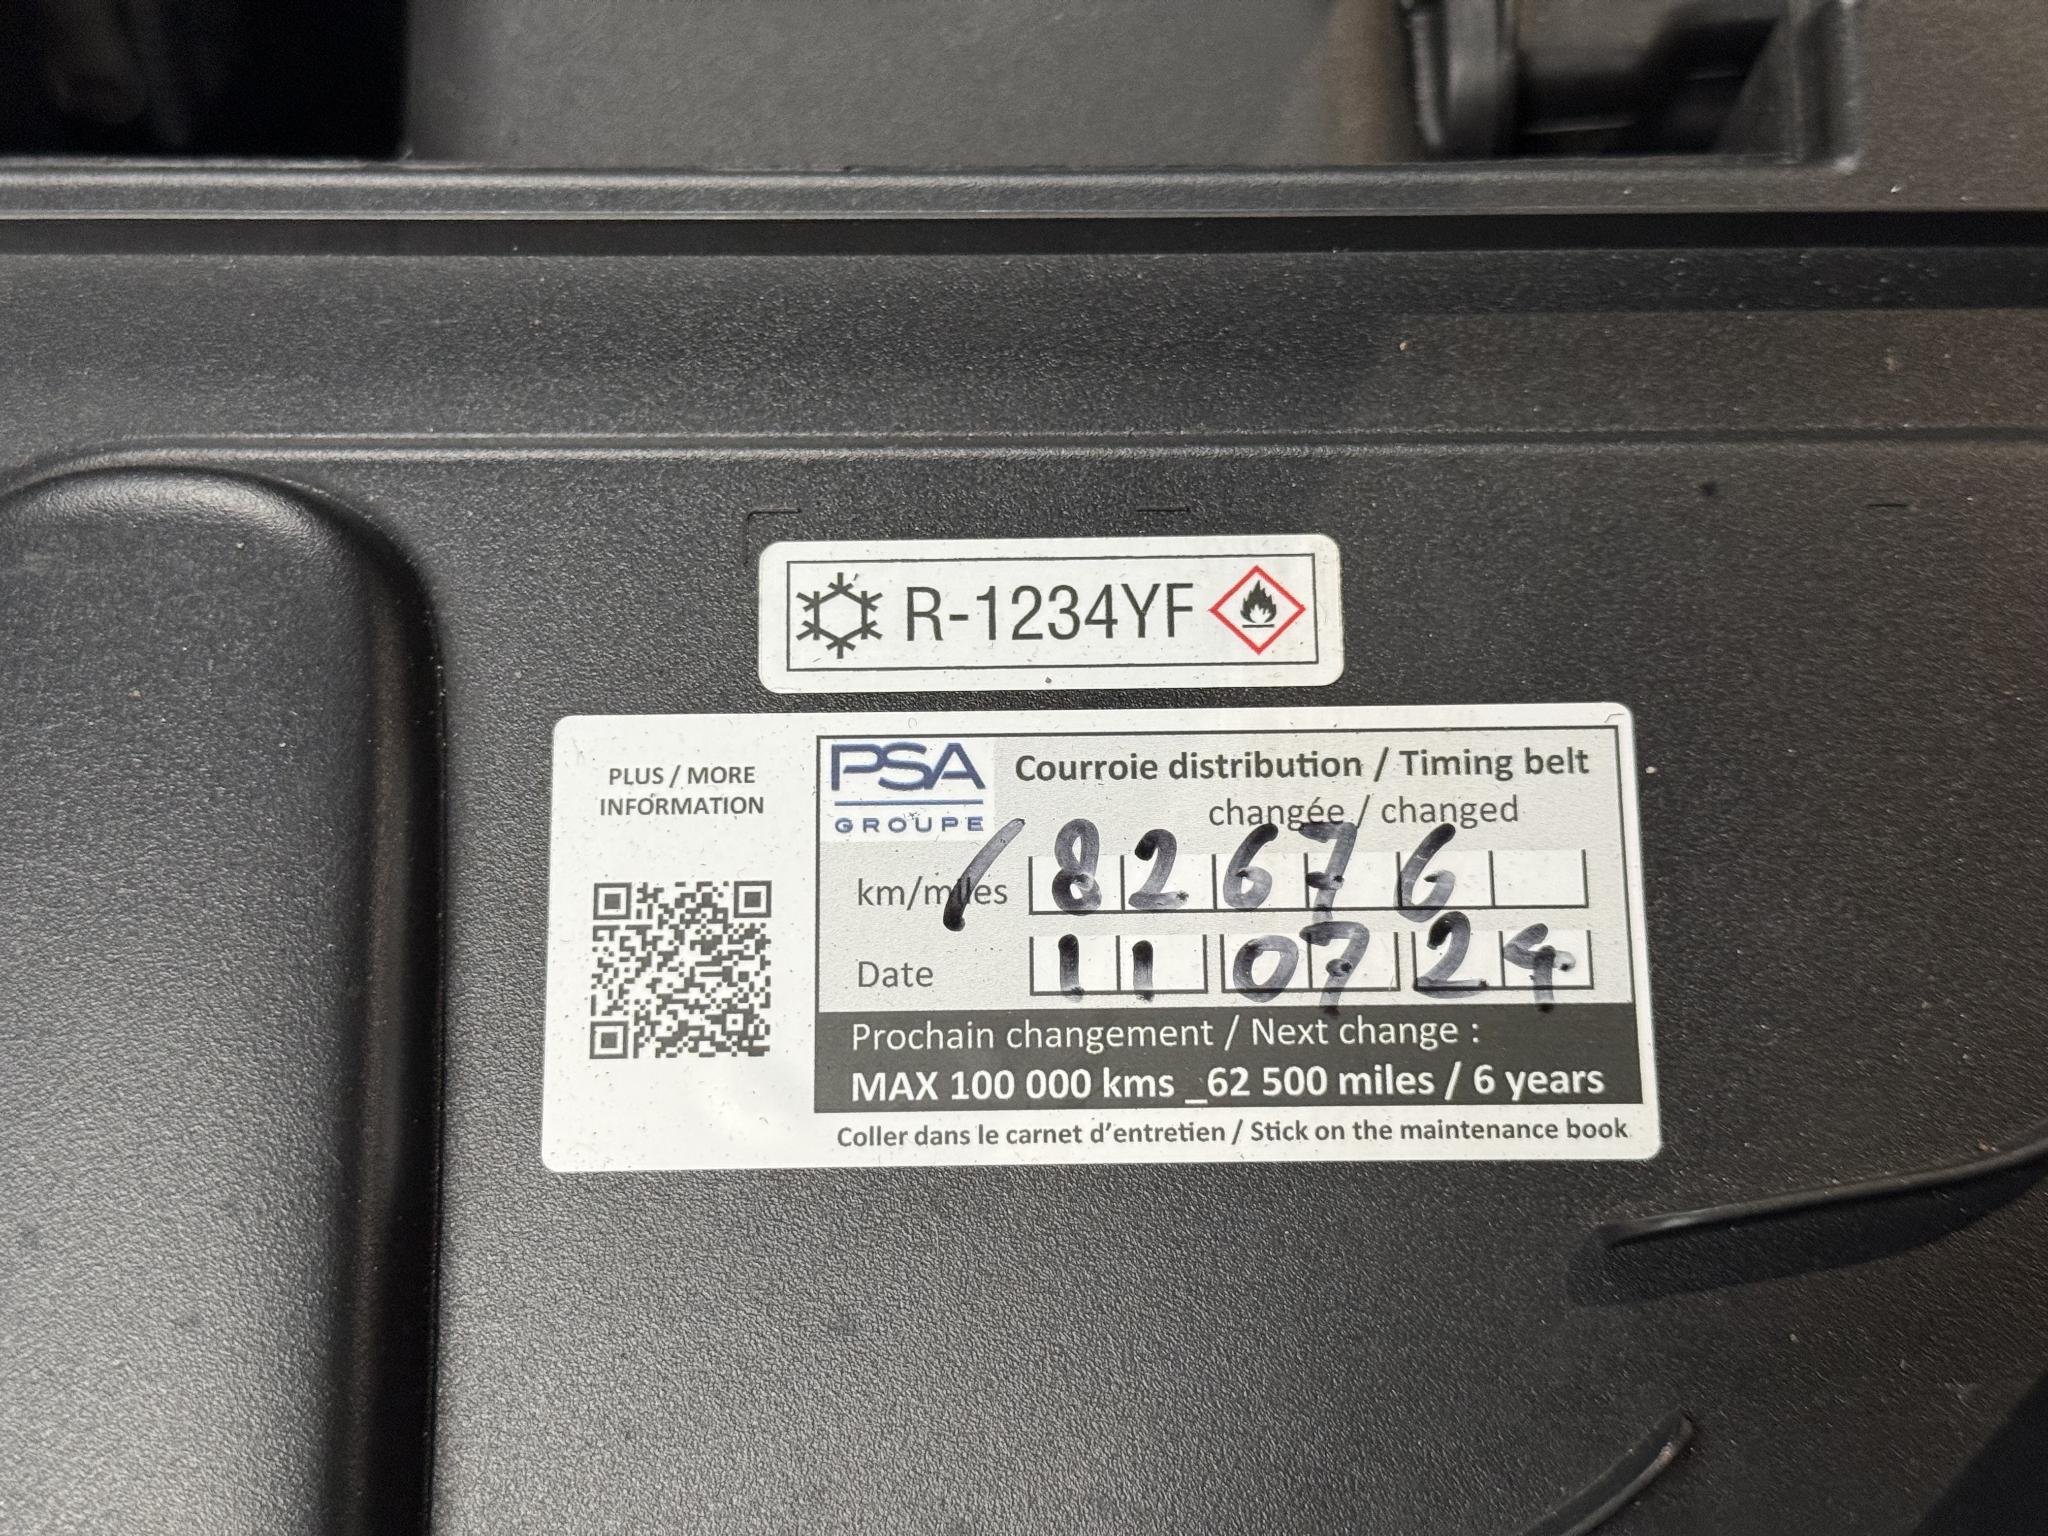 R-1234YF
PLUS / MORE
INFORMATION
PSA
GROUPE
Courroie distribution / Timing belt
changée / changed
km/miles 82676
Date 11 07 24
Prochain changement / Next change :
MAX 100 000 kms _62 500 miles / 6 years
Coller dans le carnet d'entretien / Stick on the maintenance book